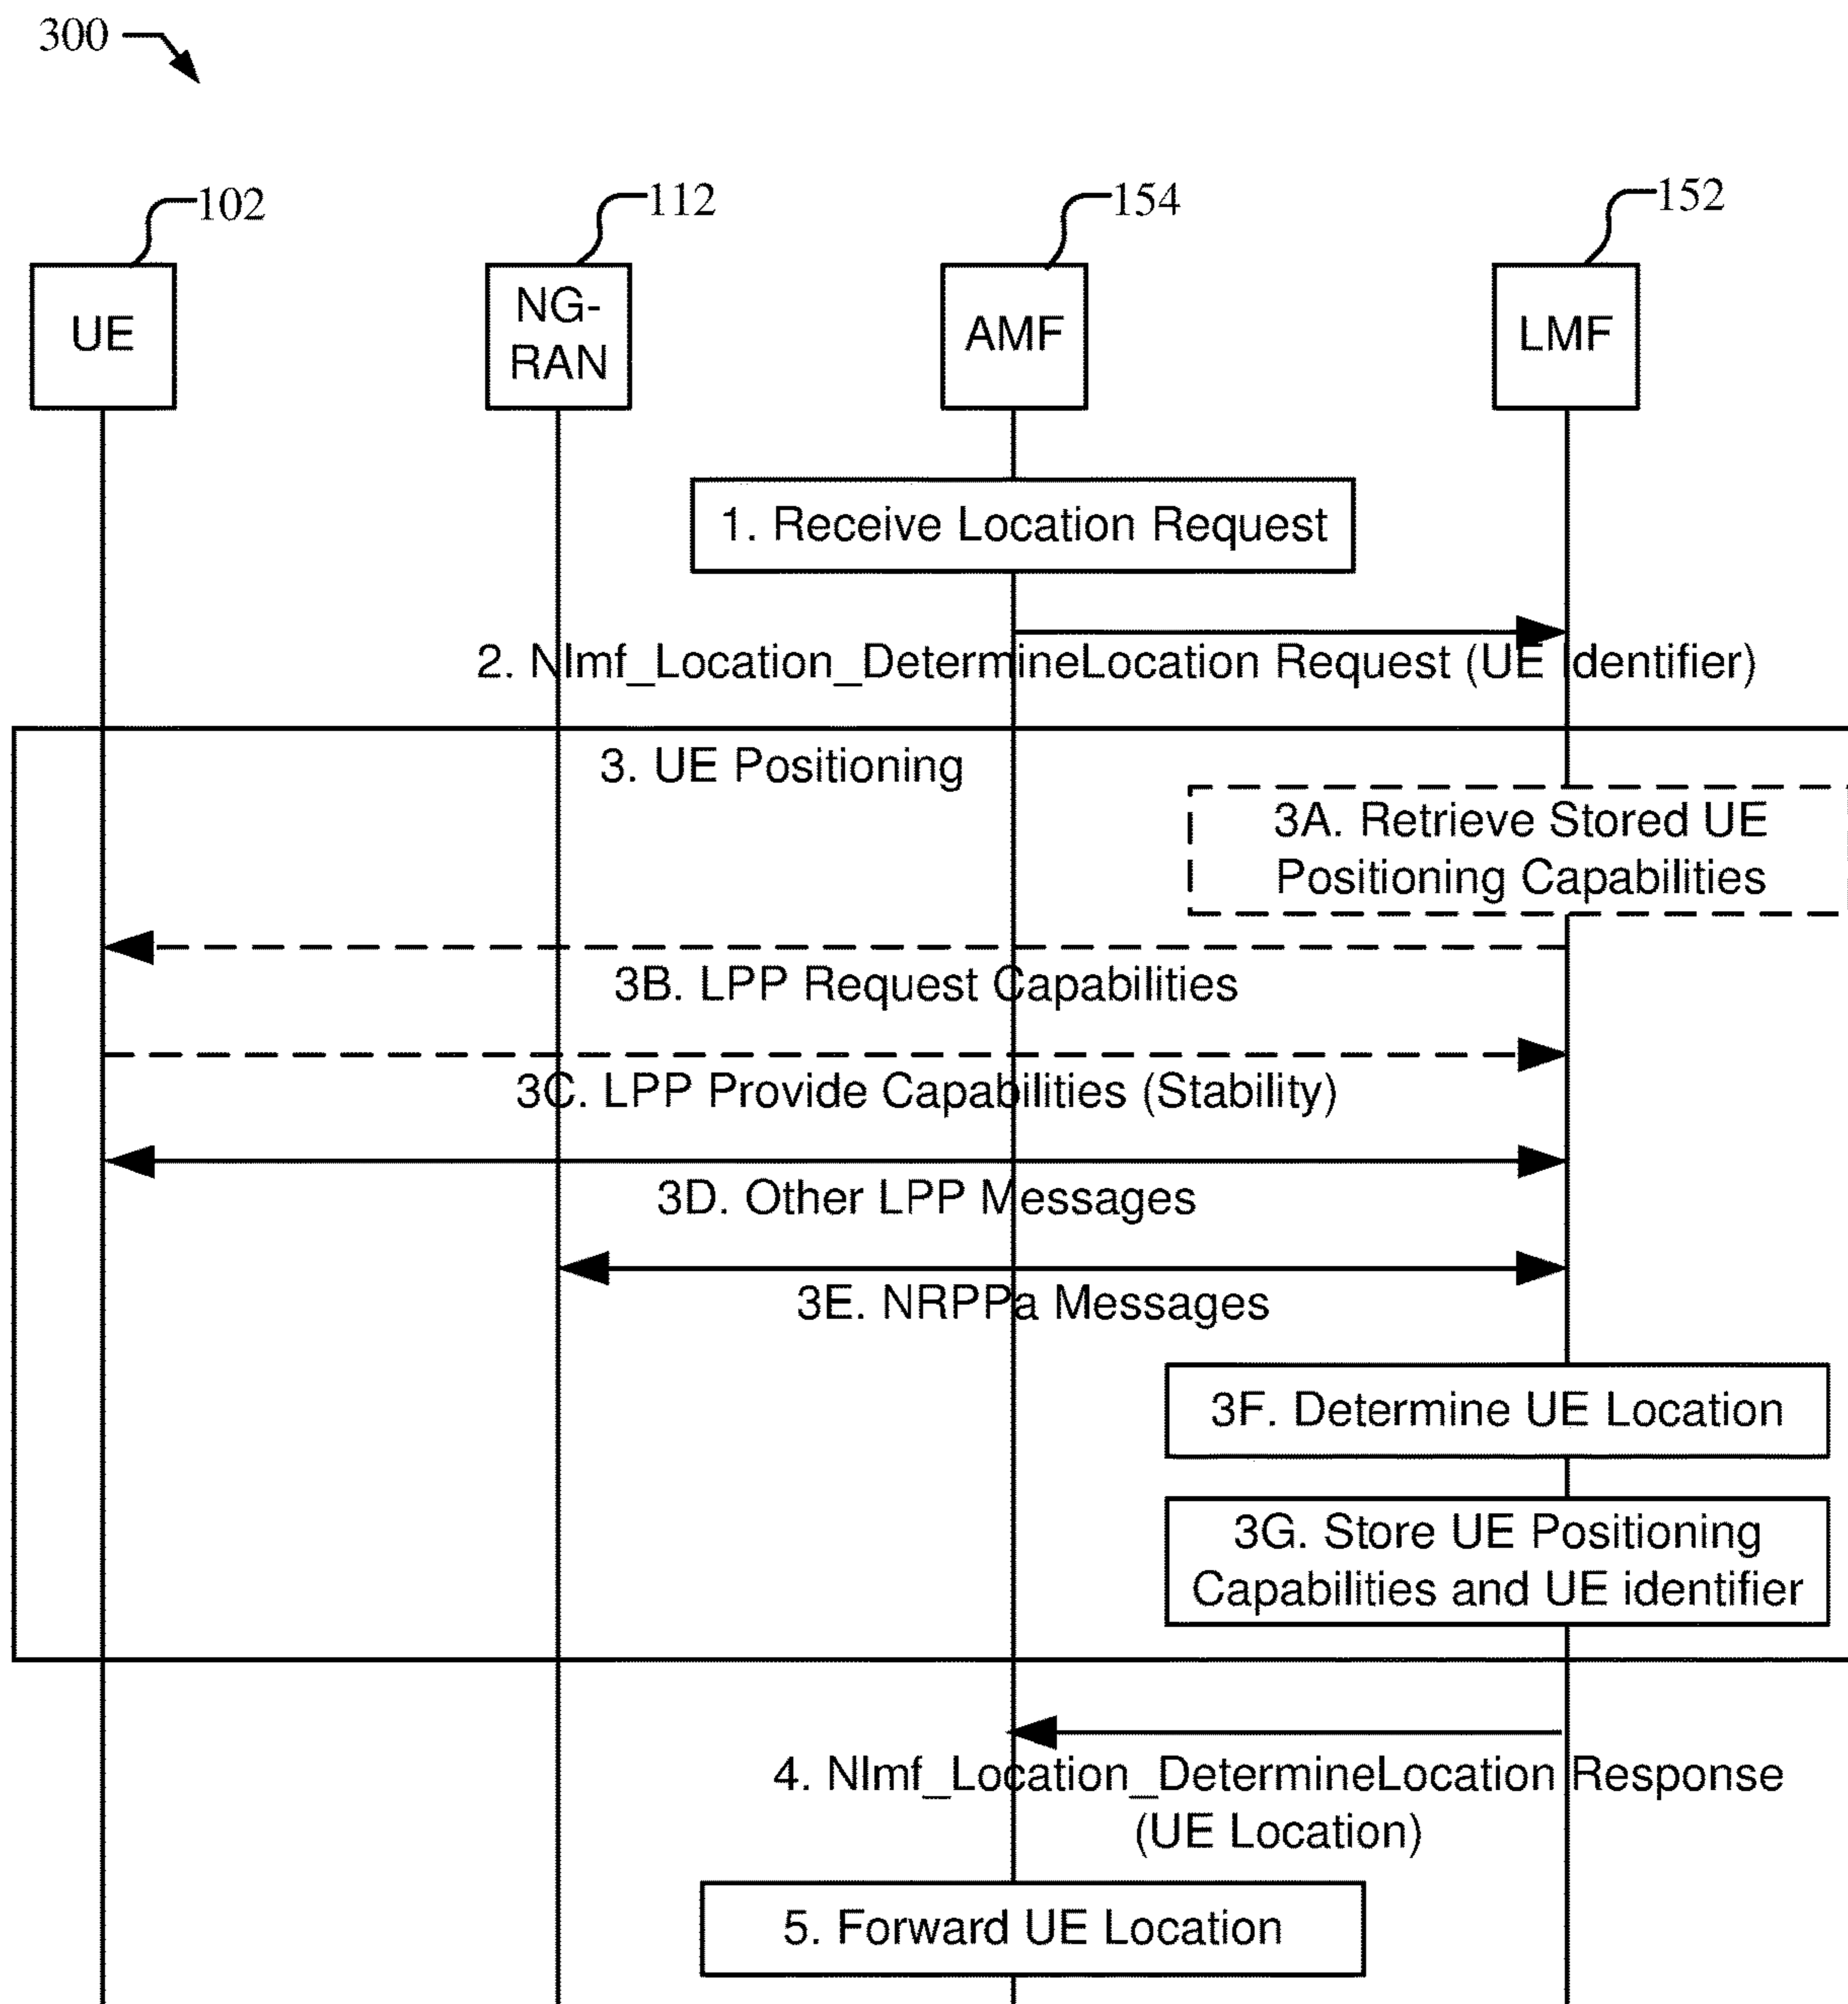 300
102
112
154
152
UE
NG-
RAN
AMF
LMF
1. Receive Location Request
2. Nlmf_Location_DetermineLocation Request (UE Identifier)
3. UE Positioning
3A. Retrieve Stored UE
Positioning Capabilities
3B. LPP Request Capabilities
3C. LPP Provide Capabilities (Stability)
3D. Other LPP Messages
3E. NRPPa Messages
3F. Determine UE Location
3G. Store UE Positioning
Capabilities and UE identifier
4. Nlmf_Location_DetermineLocation Response
(UE Location)
5. Forward UE Location